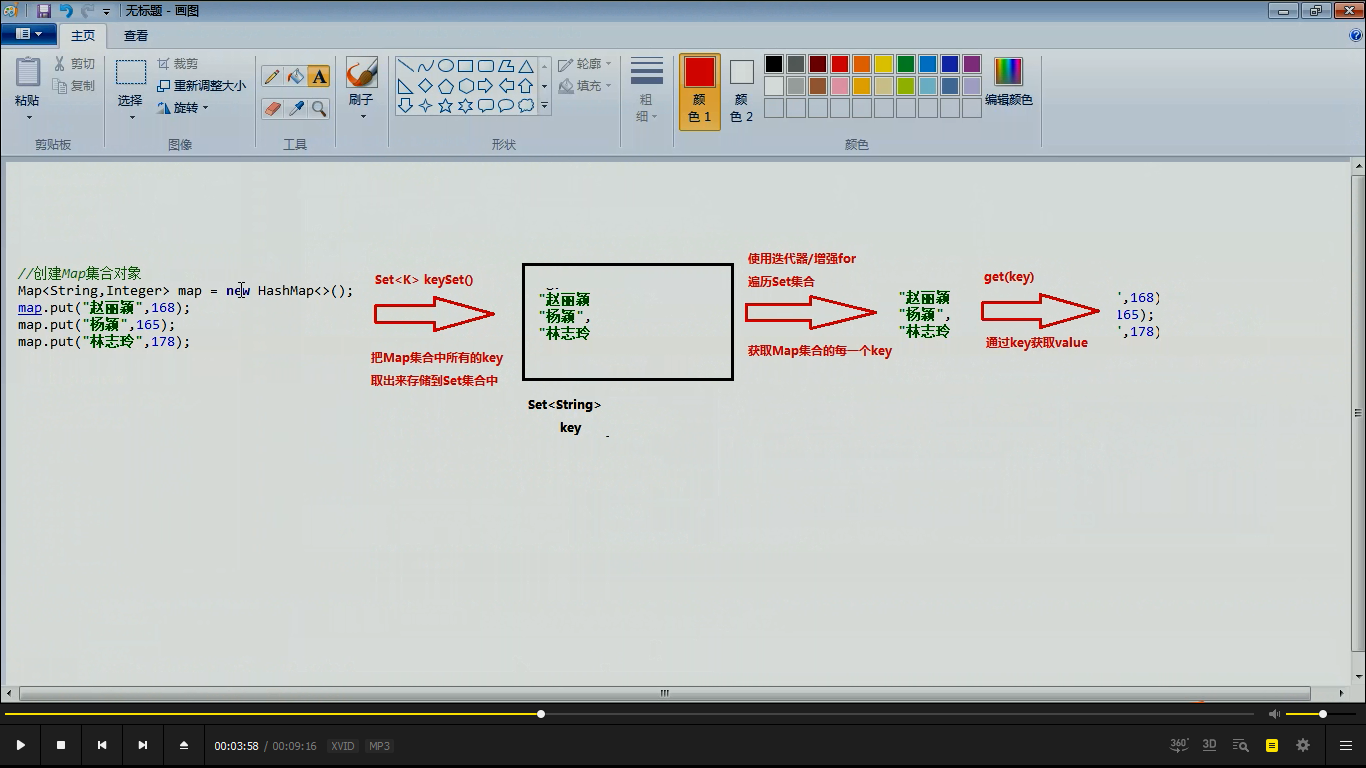 无标题 - 画图
主页
查看
粘贴
剪切
复制
剪贴板
选择
裁剪
重新调整大小
旋转
图像
A
工具
刷子
轮廓
填充
形状
粗
细
颜
色 1
颜
色 2
编辑颜色
颜色
//创建Map集合对象
Map<String,Integer> map = new HashMap<>();
map.put("赵丽颖",168);
map.put("杨颖",165);
map.put("林志玲",178);
Set<K> keySet()
把Map集合中所有的key
取出来存储到Set集合中
"赵丽颖
"杨颖",
"林志玲
Set<String>
key
使用迭代器/增强for
遍历Set集合
获取Map集合的每一个key
"赵丽颖
"杨颖",
"林志玲
get(key)
通过key获取value
",168)
165);
",178)
00:03:58 / 00:09:16 XVID MP3
360° 3D